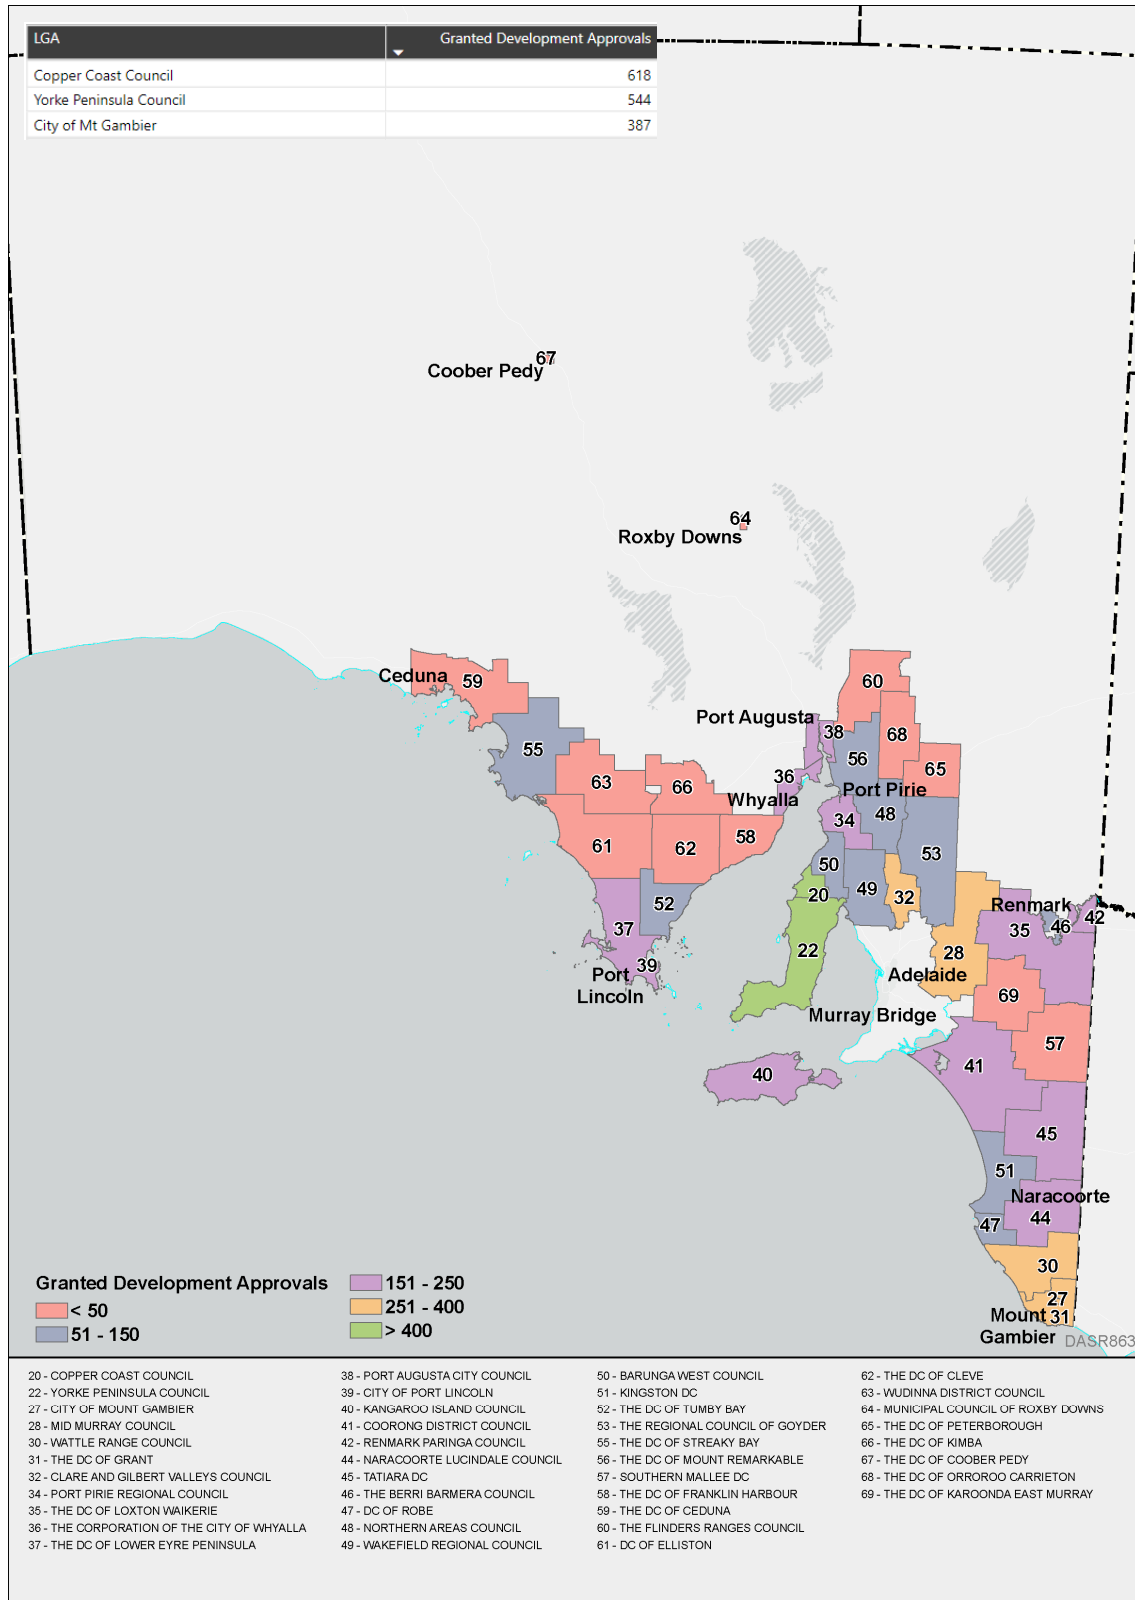 LGA Granted Development Approvals
Copper Coast Council 618
Yorke Peninsula Council 544
City of Mt Gambier 387
67
Coober Pedy
64
Roxby Downs
Ceduna
59
60
Port Augusta
38
68
55
56
65
36
63
66
Whyalla
Port Pirie
34
48
61
62
58
53
50
49
32
20
52
Renmark
46
42
35
37
22
28
39
Port
Lincoln
Adelaide
69
Murray Bridge
57
41
40
45
51
Naracoorte
44
47
30
27
31
Mount
Gambier
DASR863
Granted Development Approvals
< 50
51 - 150
151 - 250
251 - 400
> 400
20 - COPPER COAST COUNCIL
22 - YORKE PENINSULA COUNCIL
27 - CITY OF MOUNT GAMBIER
28 - MID MURRAY COUNCIL
30 - WATTLE RANGE COUNCIL
31 - THE DC OF GRANT
32 - CLARE AND GILBERT VALLEYS COUNCIL
34 - PORT PIRIE REGIONAL COUNCIL
35 - THE DC OF LOXTON WAIKERIE
36 - THE CORPORATION OF THE CITY OF WHYALLA
37 - THE DC OF LOWER EYRE PENINSULA
38 - PORT AUGUSTA CITY COUNCIL
39 - CITY OF PORT LINCOLN
40 - KANGAROO ISLAND COUNCIL
41 - COORONG DISTRICT COUNCIL
42 - RENMARK PARINGA COUNCIL
44 - NARACOORTE LUCINDALE COUNCIL
45 - TATIARA DC
46 - THE BERRI BARMERA COUNCIL
47 - DC OF ROBE
48 - NORTHERN AREAS COUNCIL
49 - WAKEFIELD REGIONAL COUNCIL
50 - BARUNGA WEST COUNCIL
51 - KINGSTON DC
52 - THE DC OF TUMBY BAY
53 - THE REGIONAL COUNCIL OF GOYDER
55 - THE DC OF STREAKY BAY
56 - THE DC OF MOUNT REMARKABLE
57 - SOUTHERN MALLEE DC
58 - THE DC OF FRANKLIN HARBOUR
59 - THE DC OF CEDUNA
60 - THE FLINDERS RANGES COUNCIL
61 - DC OF ELLISTON
62 - THE DC OF CLEVE
63 - WUDINNA DISTRICT COUNCIL
64 - MUNICIPAL COUNCIL OF ROXBY DOWNS
65 - THE DC OF PETERBOROUGH
66 - THE DC OF KIMBA
67 - THE DC OF COOBER PEDY
68 - THE DC OF ORROROO CARRIETON
69 - THE DC OF KAROONDA EAST MURRAY